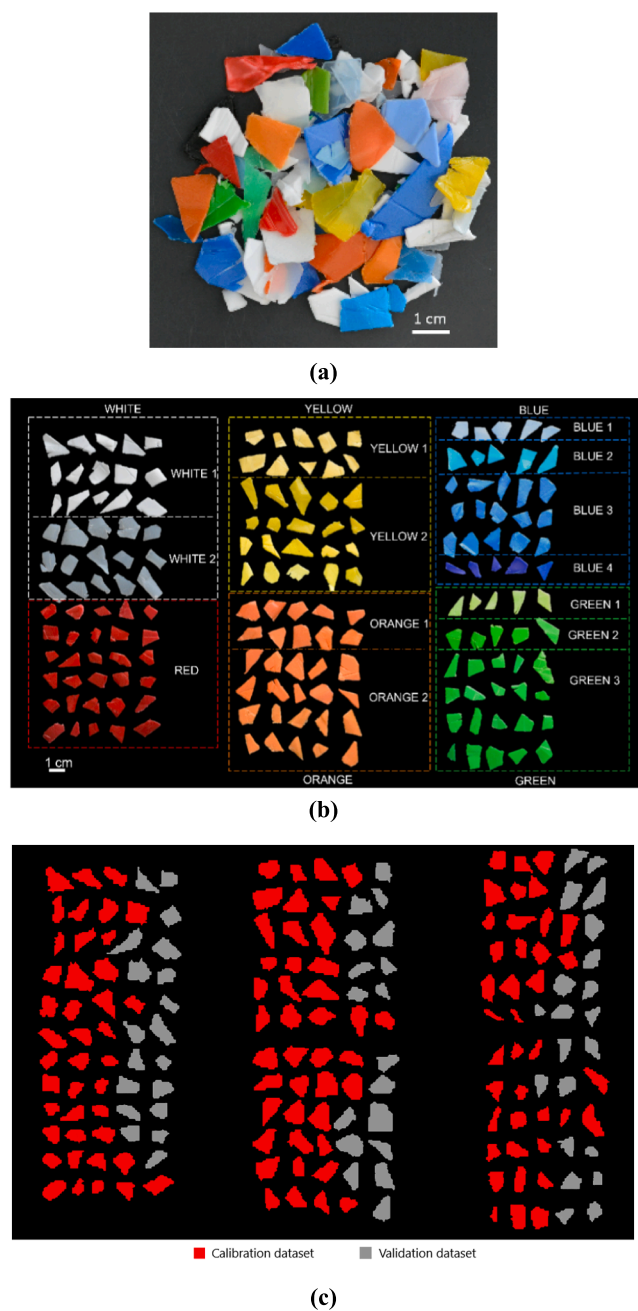 1 cm
(a)
WHITE
YELLOW
BLUE
WHITE 1
WHITE 2
RED
1 cm
YELLOW 1
YELLOW 2
ORANGE 1
ORANGE 2
ORANGE
BLUE 1
BLUE 2
BLUE 3
BLUE 4
GREEN 1
GREEN 2
GREEN 3
GREEN
(b)
Calibration dataset
Validation dataset
(c)